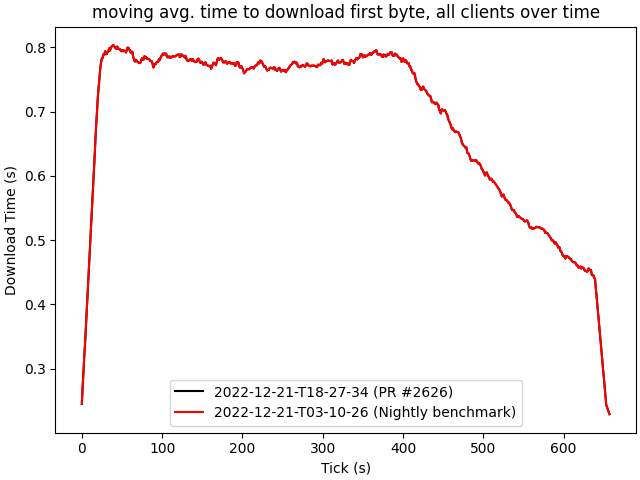 moving avg. time to download first byte, all clients over time
Download Time (s)
0.8
0.7
0.6
0.5
0.4
0.3
2022-12-21-T18-27-34 (PR #2626)
2022-12-21-T03-10-26 (Nightly benchmark)
0 100 200 300 400 500 600
Tick (s)